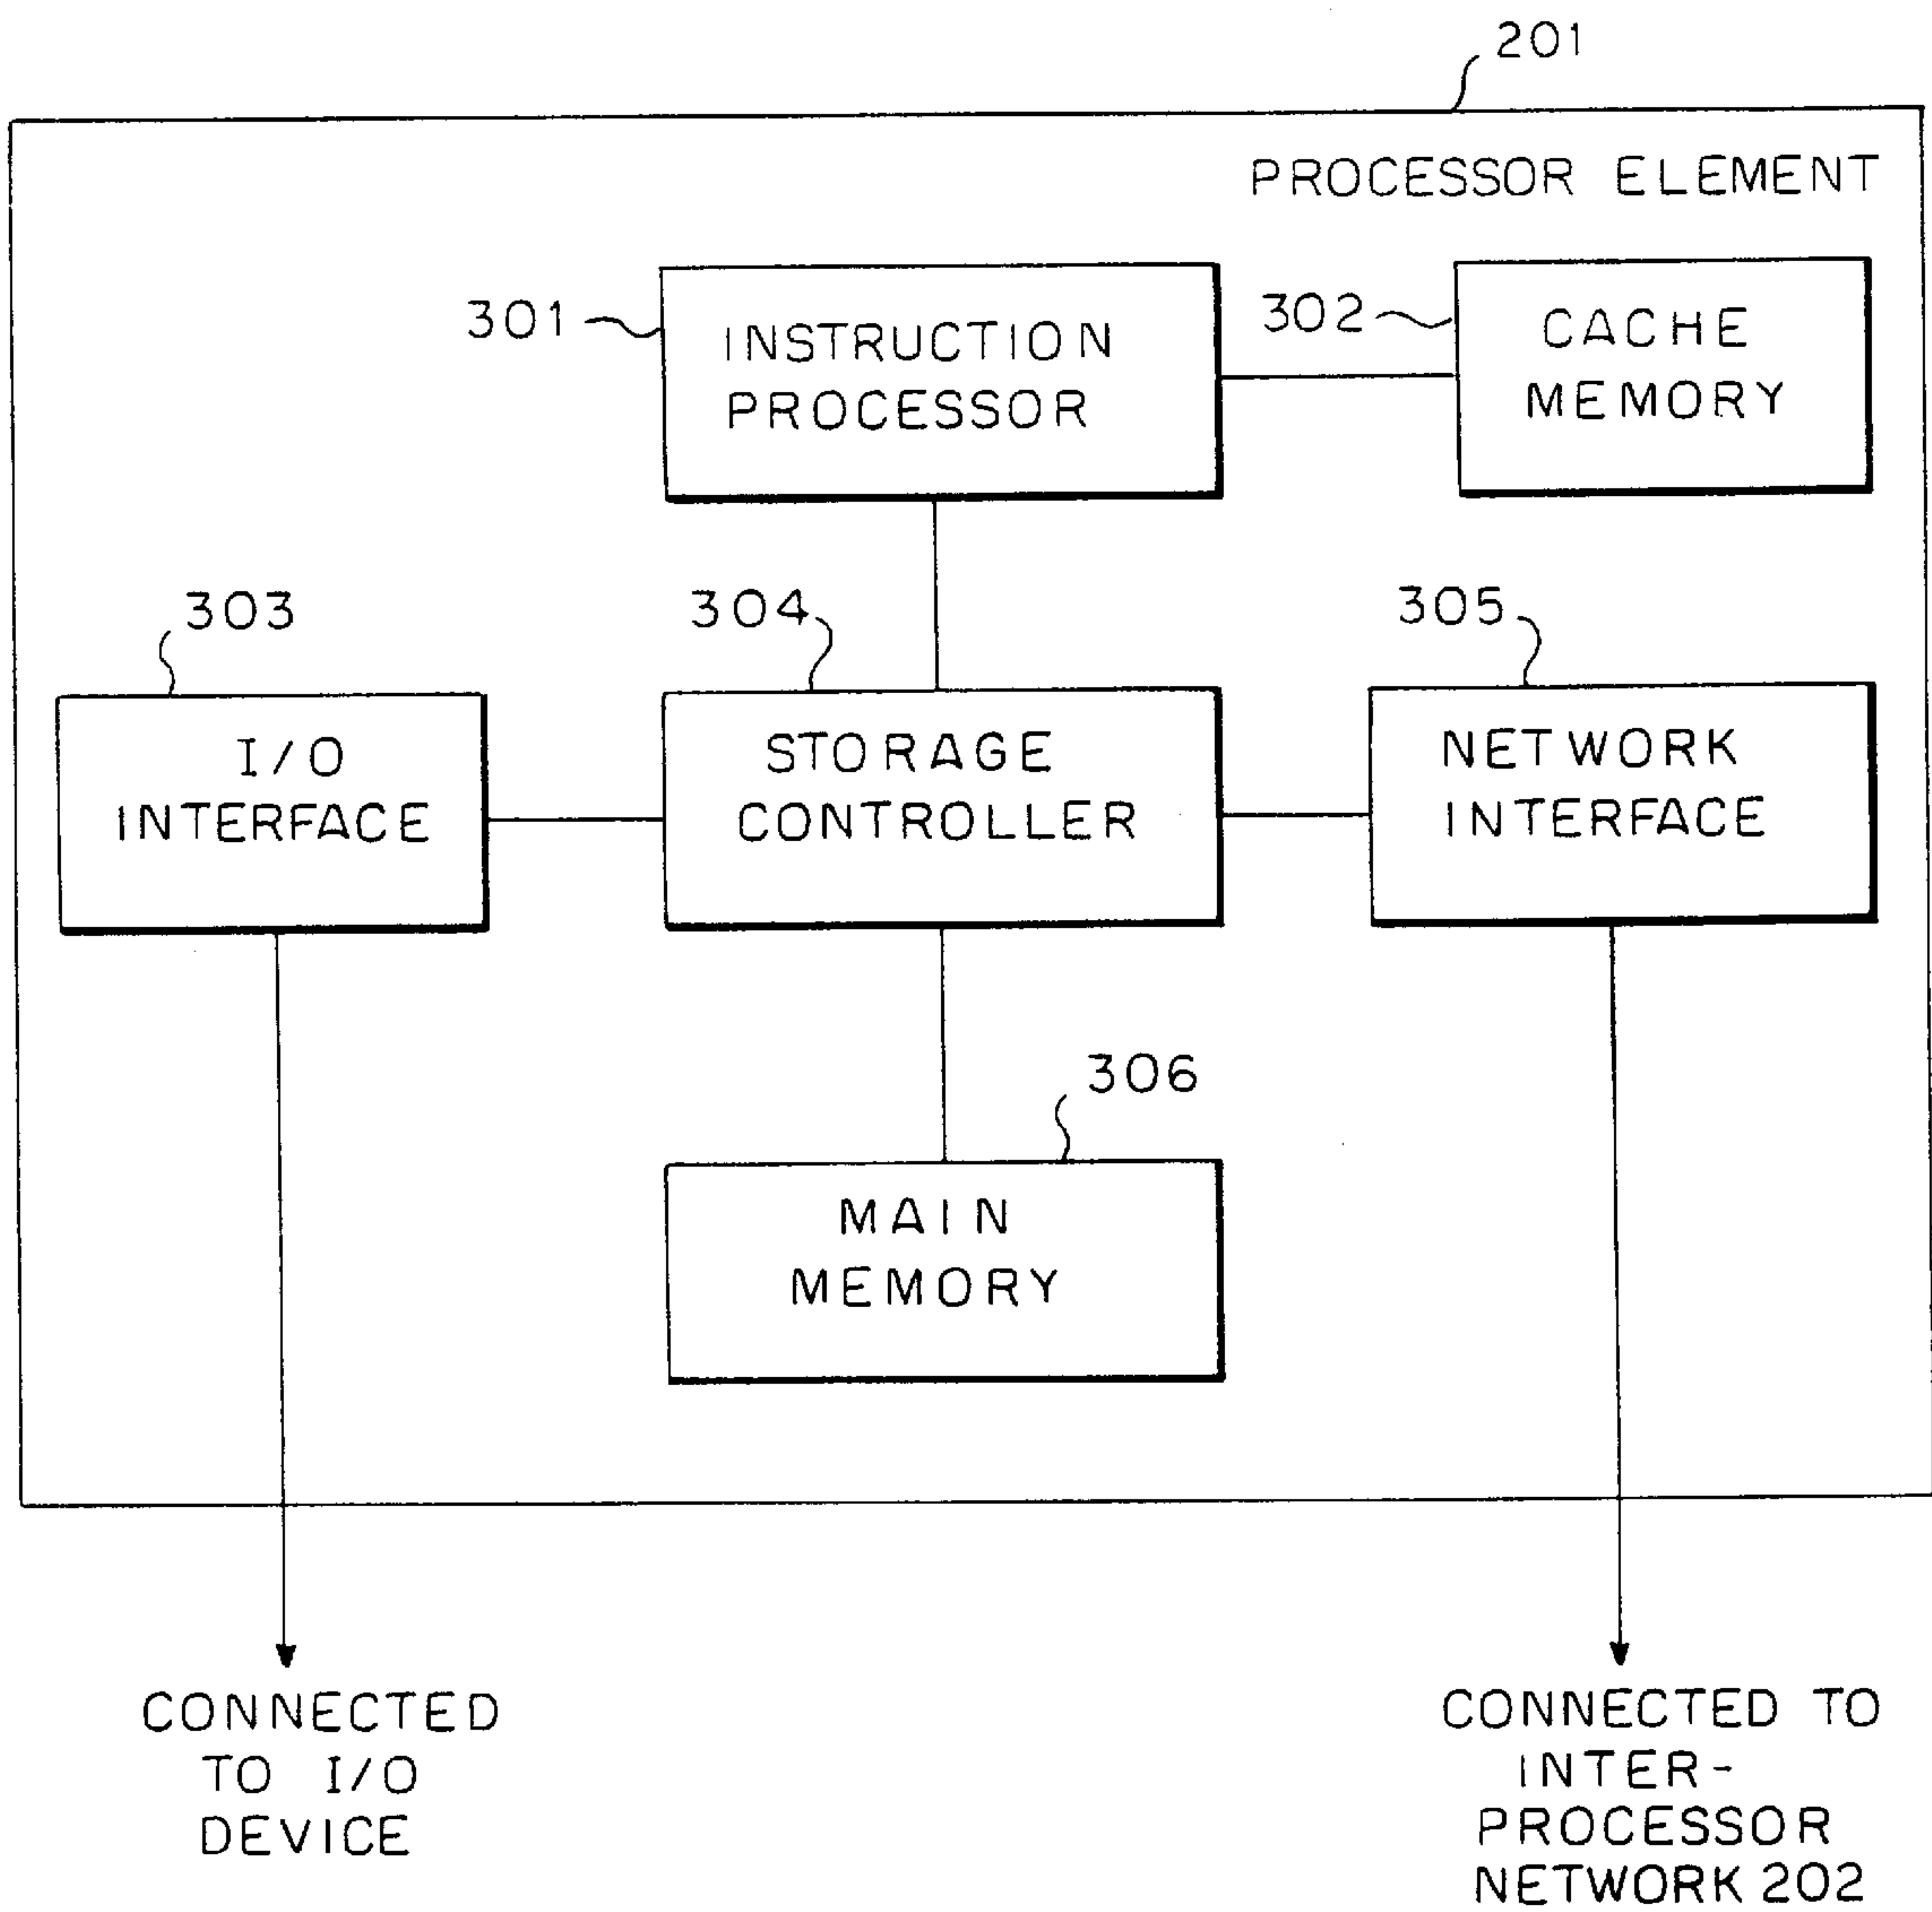 201
PROCESSOR ELEMENT
301
INSTRUCTION
PROCESSOR
302
CACHE
MEMORY
303
I/O
INTERFACE
304
STORAGE
CONTROLLER
305
NETWORK
INTERFACE
306
MAIN
MEMORY
CONNECTED
TO I/O
DEVICE
CONNECTED TO
INTER-
PROCESSOR
NETWORK 202